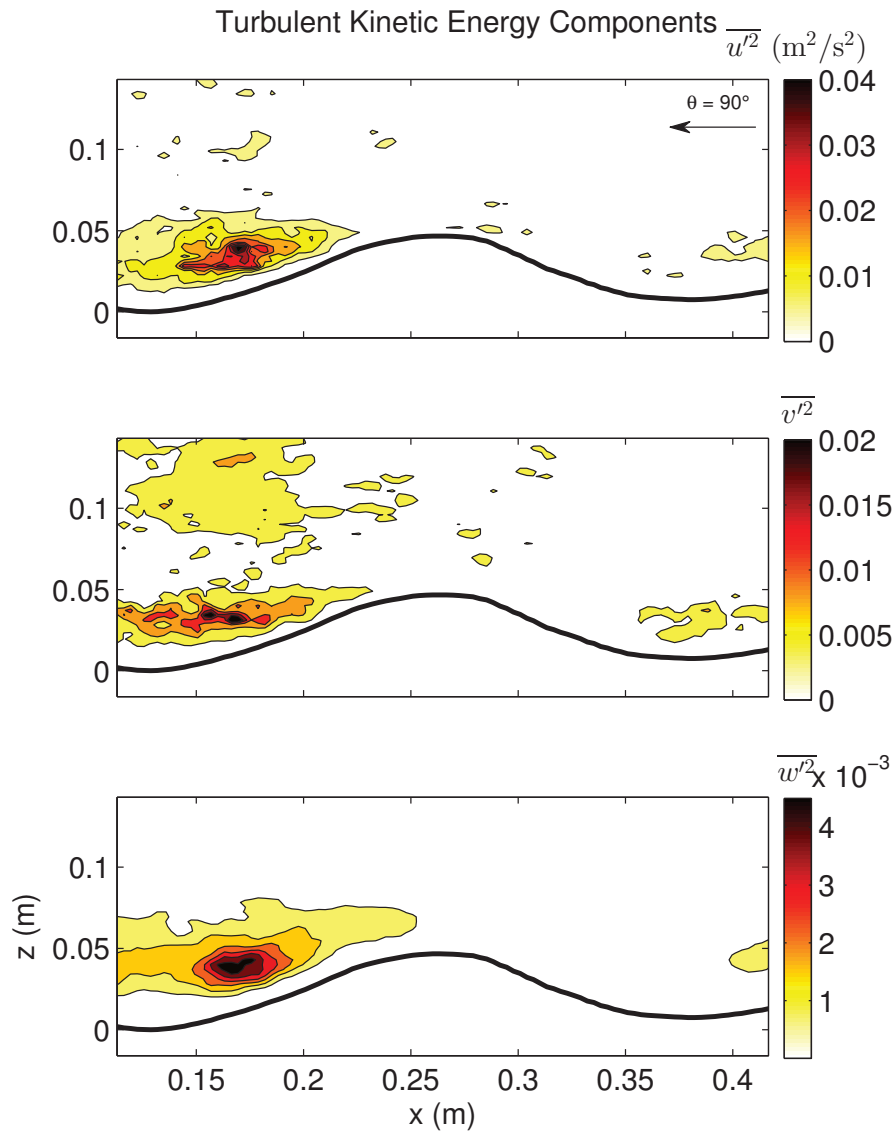 Turbulent Kinetic Energy Components
$\overline{u'^2}$ (m²/s²)
θ = 90°
0.1
0.05
0
0.04
0.03
0.02
0.01
0
$\overline{v'^2}$
0.1
0.05
0
0.02
0.015
0.01
0.005
0
$\overline{w'^2}$ x 10⁻³
0.1
0.05
0
z (m)
4
3
2
1
0.15 0.2 0.25 0.3 0.35 0.4
x (m)